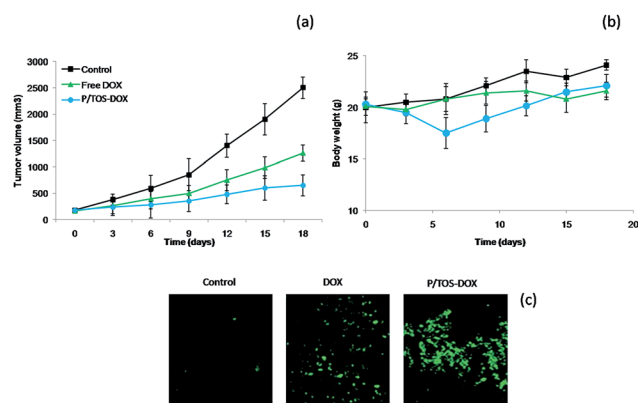 (a)
3000
2500
2000
1500
1000
500
0
Tumor volume (mm3)
Control
Free DOX
P/TOS-DOX
0 3 6 9 12 15 18
Time (days)
(b)
25
20
15
10
Body weight (g)
0 5 10 15 20
Time (days)
Control DOX P/TOS-DOX
(c)